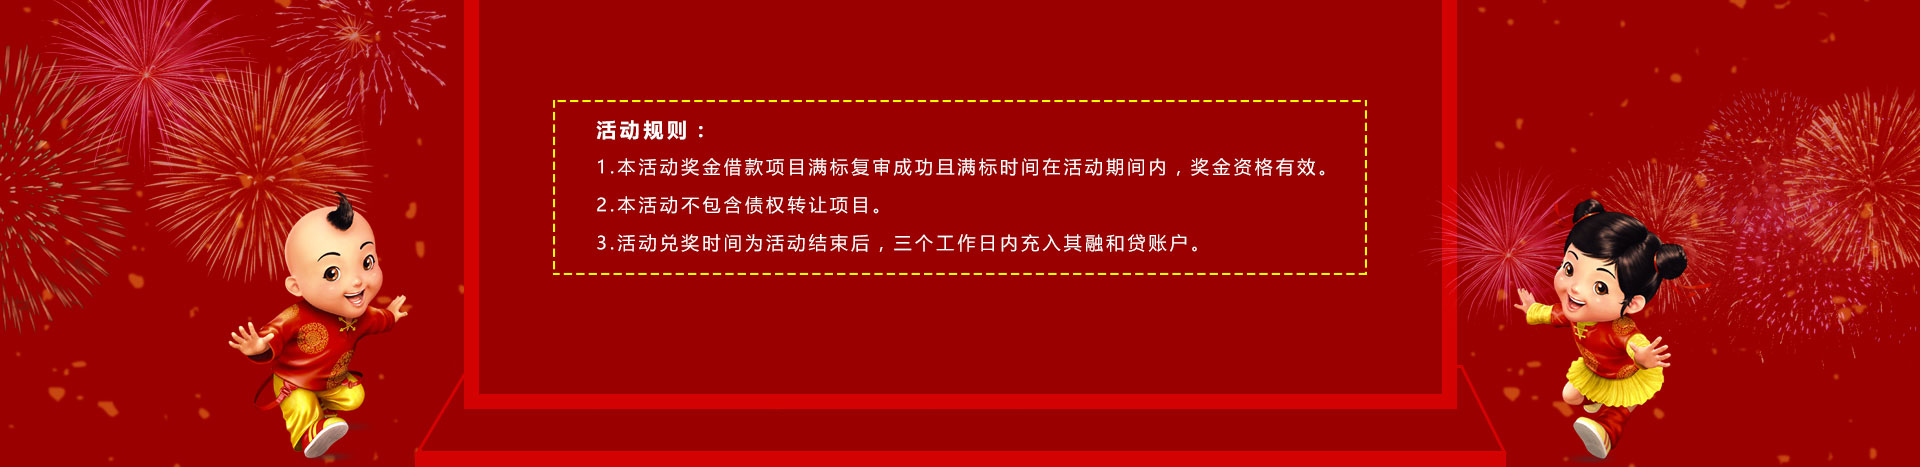 活动规则：
1.本活动奖金借款项目满标复审成功且满标时间在活动期间内，奖金资格有效。
2.本活动不包含债权转让项目。
3.活动兑奖时间为活动结束后，三个工作日内充入其融和贷账户。